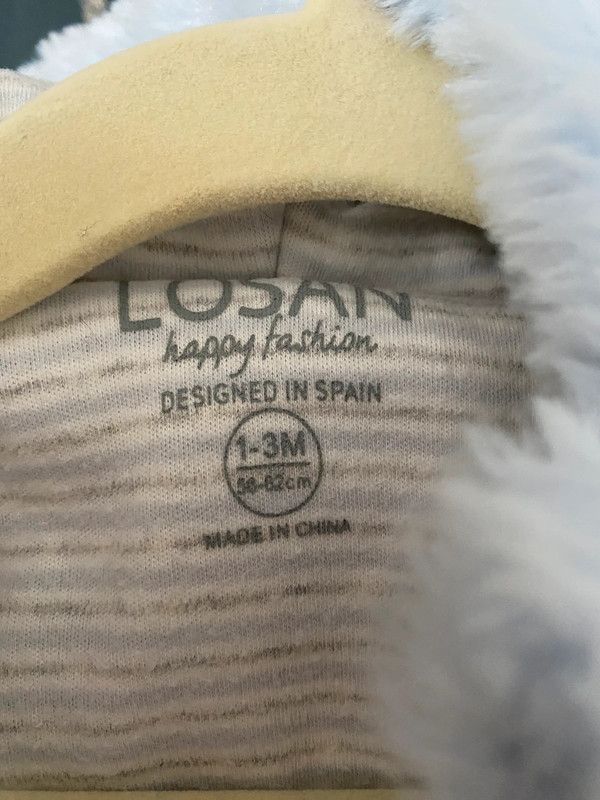 LOSAN
happy fashion
DESIGNED IN SPAIN
1-3M
56-62cm
MADE IN CHINA